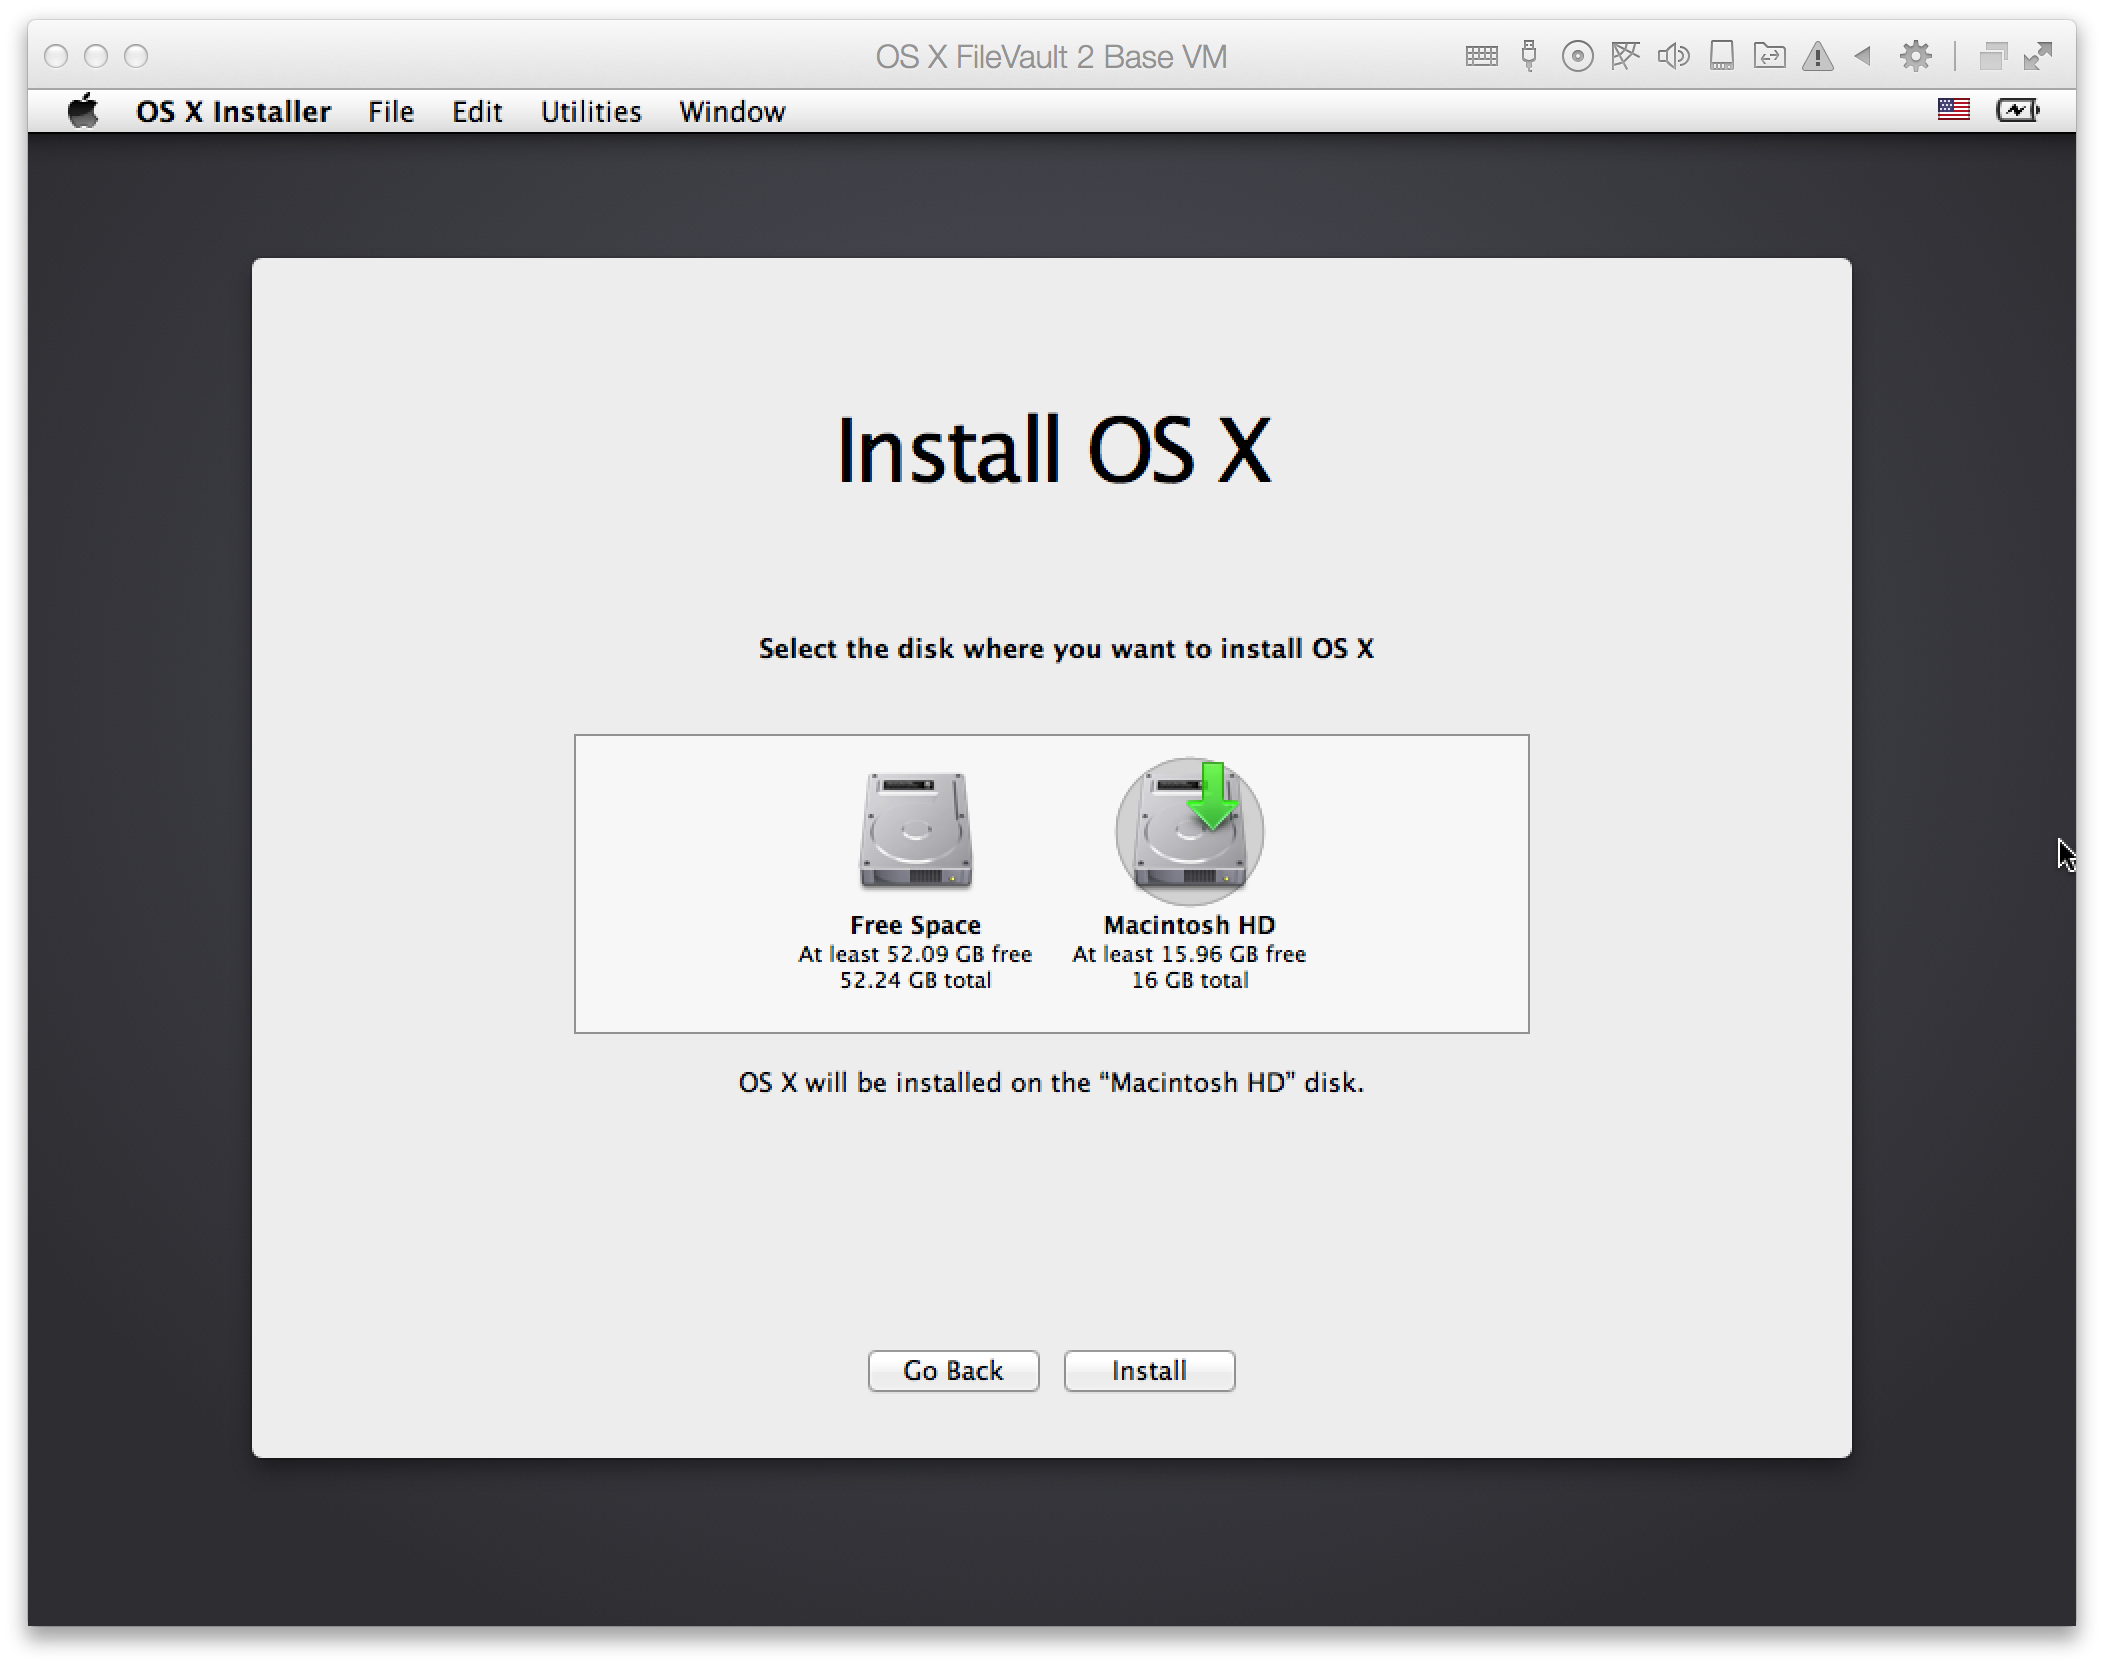 OS X FileVault 2 Base VM
OS X Installer File Edit Utilities Window
Install OS X
Select the disk where you want to install OS X
Free Space Macintosh HD
At least 52.09 GB free At least 15.96 GB free
52.24 GB total 16 GB total
OS X will be installed on the “Macintosh HD” disk.
Go Back Install